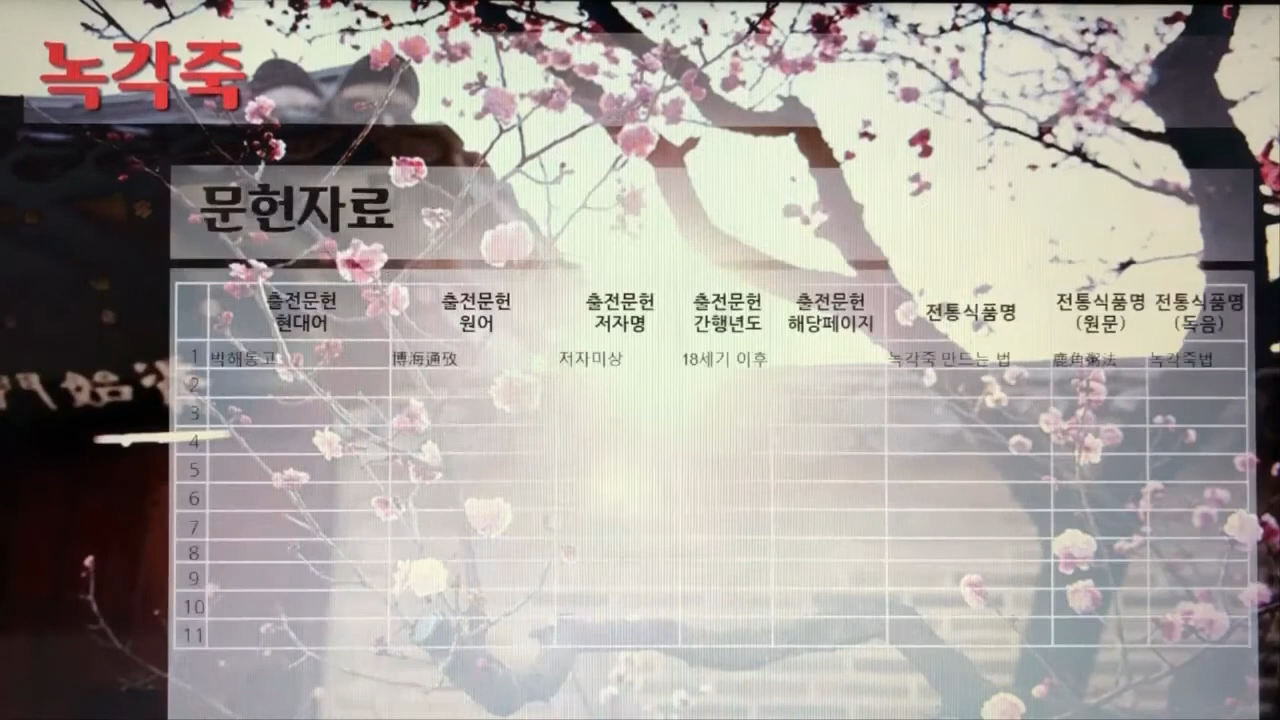 녹각죽
문헌자료
출전문헌 현대어 출전문헌 원어 출전문헌 저자명 출전문헌 간행년도 출전문헌 해당페이지 전통식품명 전통식품명 (원문) 전통식품명 (독음)
1 박해통고 博海通攷 저자미상 18세기 이후 녹각죽 만드는 법 鹿角粥法 녹각죽법
2
3
4
5
6
7
8
9
10
11